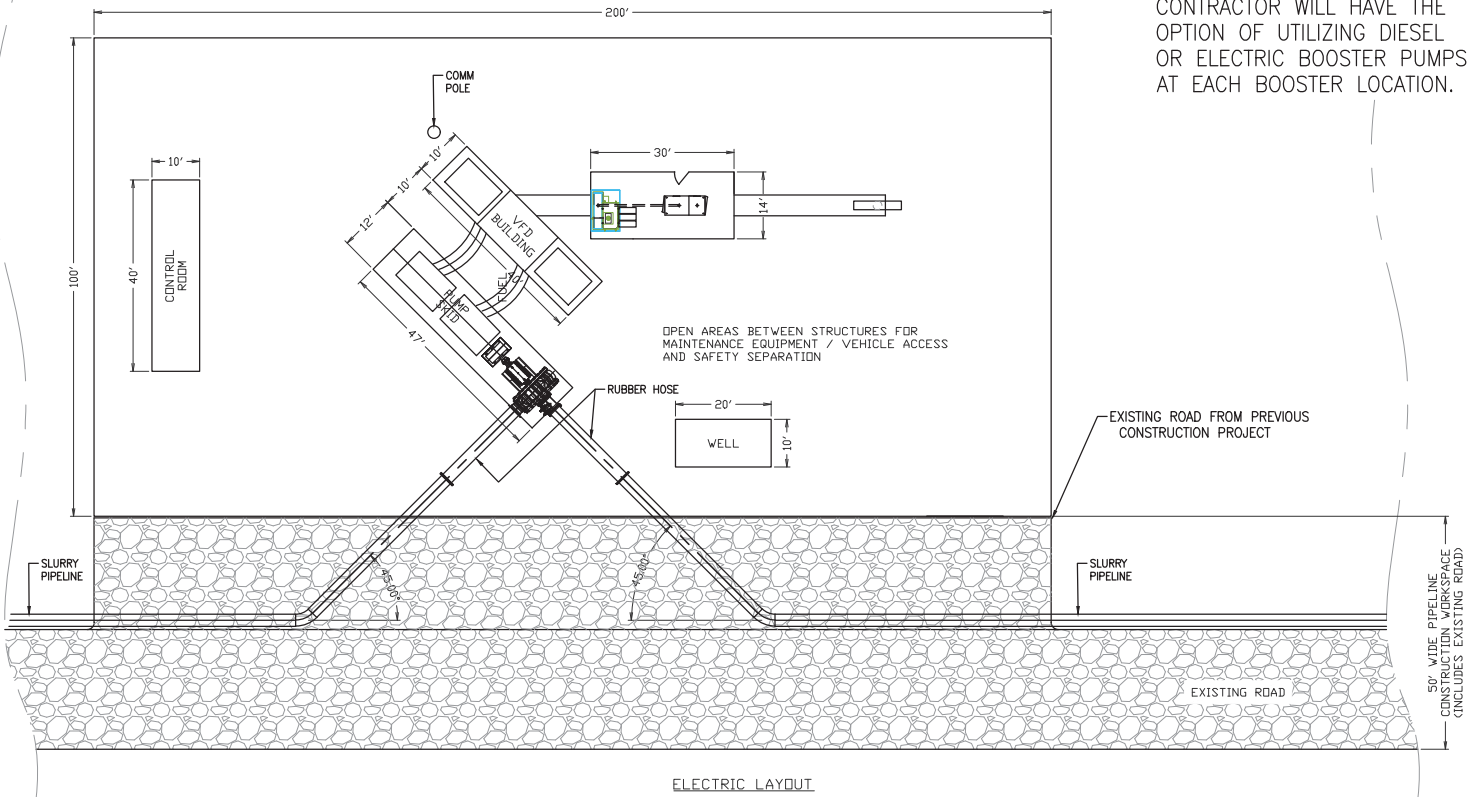 200'
CONTRACTOR WILL HAVE THE
OPTION OF UTILIZING DIESEL
OR ELECTRIC BOOSTER PUMPS
AT EACH BOOSTER LOCATION.
COMM
POLE
10'
10'
10'
12'
30'
14'
VFD
BUILDING
40'
FUEL
PUMP
SKID
47'
100'
40'
CONTROL
ROOM
OPEN AREAS BETWEEN STRUCTURES FOR
MAINTENANCE EQUIPMENT / VEHICLE ACCESS
AND SAFETY SEPARATION
RUBBER HOSE
20'
WELL
10'
EXISTING ROAD FROM PREVIOUS
CONSTRUCTION PROJECT
SLURRY
PIPELINE
45.00°
45.00°
SLURRY
PIPELINE
50' WIDE PIPELINE
CONSTRUCTION WORKSPACE
(INCLUDES EXISTING ROAD)
EXISTING ROAD
ELECTRIC LAYOUT